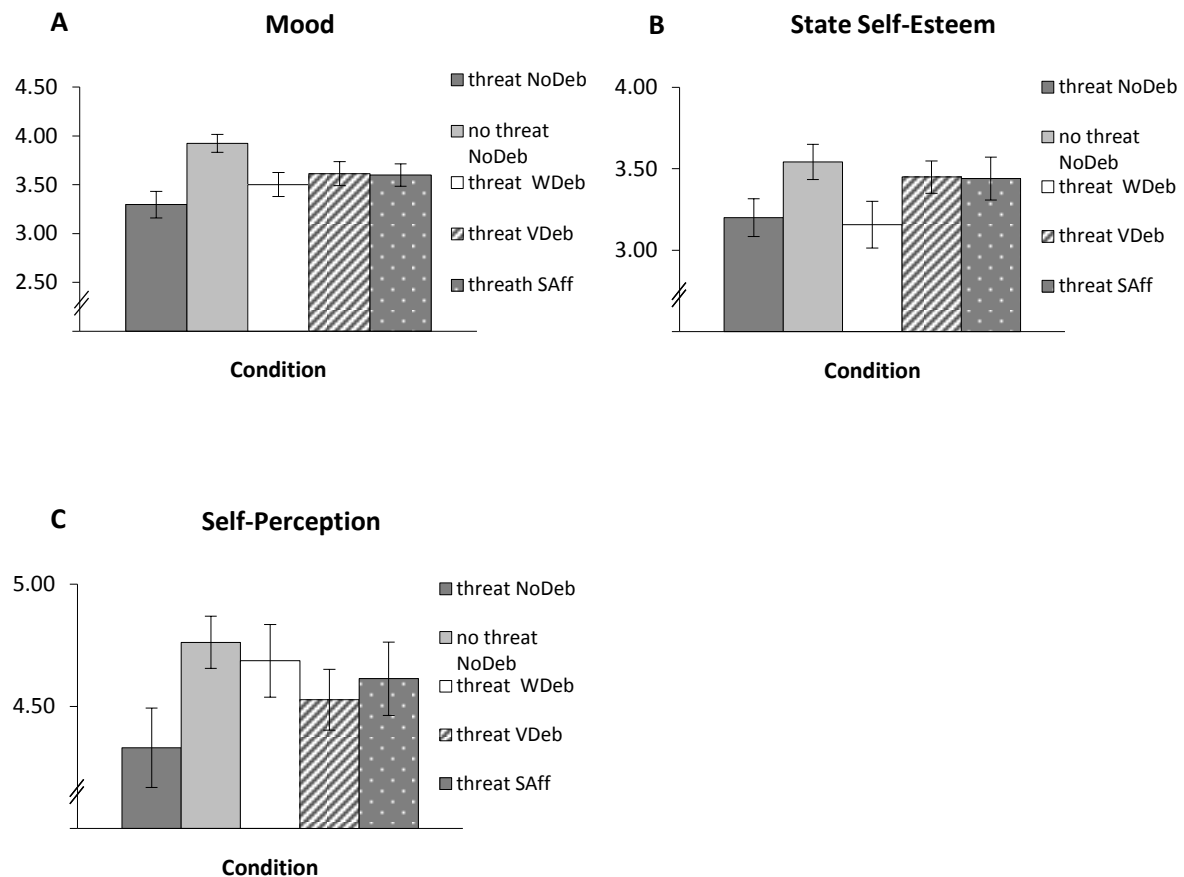 A
Mood
4.50
4.00
3.50
3.00
2.50
threat NoDeb
no threat
NoDeb
threat  WDeb
threat VDeb
threath SAff
Condition
B
State Self-Esteem
4.00
3.50
3.00
threat NoDeb
no threat
NoDeb
threat  WDeb
threat VDeb
threat SAff
Condition
C
Self-Perception
5.00
4.50
threat NoDeb
no threat
NoDeb
threat  WDeb
threat VDeb
threat SAff
Condition